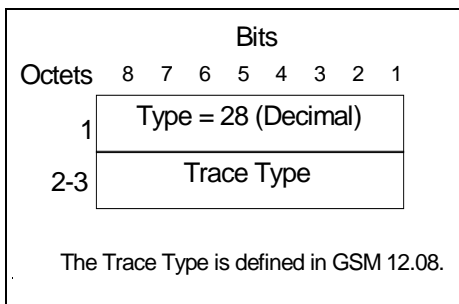 Bits
Octets 8 7 6 5 4 3 2 1
1 Type = 28 (Decimal)
2-3 Trace Type
The Trace Type is defined in GSM 12.08.
.